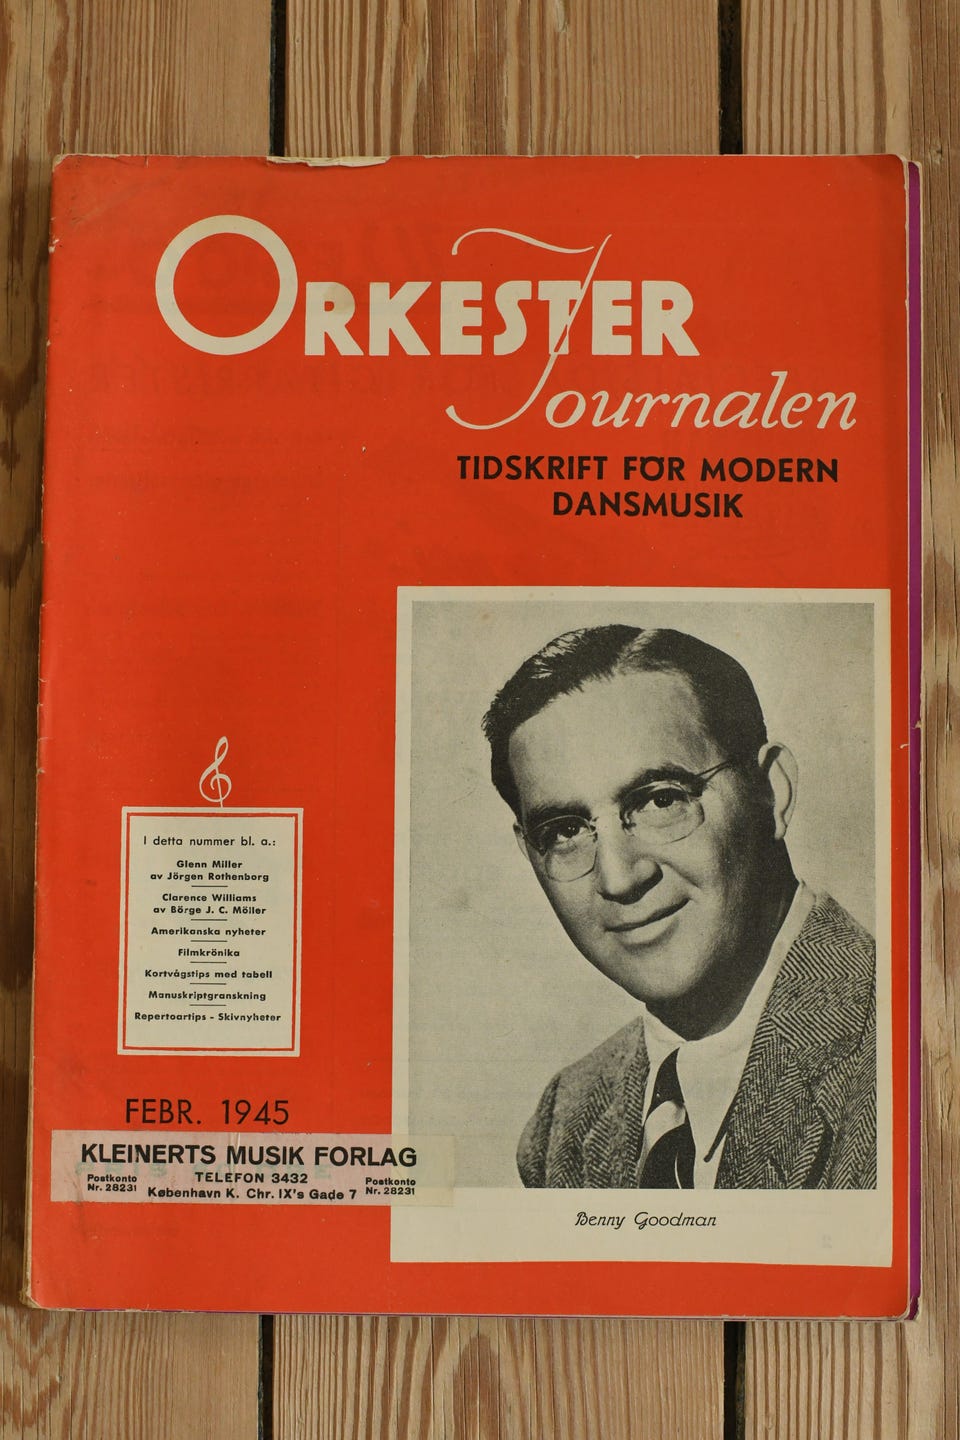 ORKESTER
Journalen
TIDSKRIFT FÖR MODERN
DANSMUSIK
I detta nummer bl. a.:
Glenn Miller
av Jörgen Rothenborg
Clarence Williams
av Börge J. C. Möller
Amerikanska nyheter
Filmkrönika
Kortvågstips med tabell
Manuskriptgranskning
Repertoartips - Skivnyheter
FEBR. 1945
KLEINERTS MUSIK FORLAG
TELEFON 3432
Postkonto Nr. 28231
København K. Chr. IX's Gade 7
Postkonto Nr. 28231
Benny Goodman